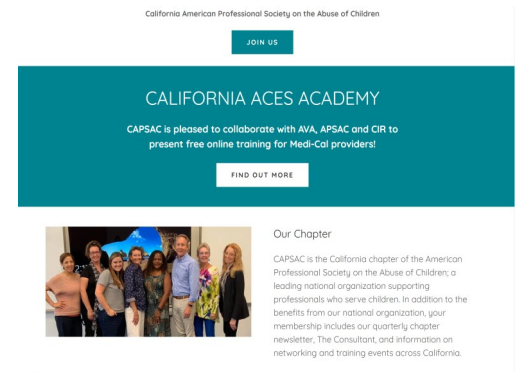 California American Professional Society on the Abuse of Children
JOIN US
CALIFORNIA ACES ACADEMY
CAPSAC is pleased to collaborate with AVA, APSAC and CIR to
present free online training for Medi-Cal providers!
FIND OUT MORE
Our Chapter
CAPSAC is the California chapter of the American
Professional Society on the Abuse of Children; a
leading national organization supporting
professionals who serve children. In addition to the
benefits from our national organization, your
membership includes our quarterly chapter
newsletter, The Consultant, and information on
networking and training events across California.